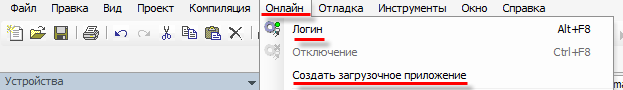 Файл Правка Вид Проект Компиляция Онлайн Отладка Инструменты Окно Справка
Логин Alt+F8
Отключение Ctrl+F8
Создать загрузочное приложение
Устройства